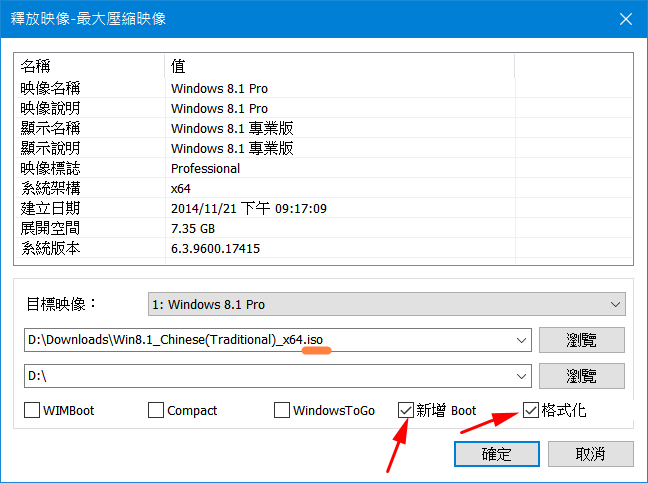 釋放映像-最大壓縮映像
名稱 值
映像名稱 Windows 8.1 Pro
映像說明 Windows 8.1 Pro
顯示名稱 Windows 8.1 專業版
顯示說明 Windows 8.1 專業版
映像標誌 Professional
系統架構 x64
建立日期 2014/11/21 下午 09:17:09
展開空間 7.35 GB
系統版本 6.3.9600.17415
目標映像： 1: Windows 8.1 Pro
D:\Downloads\Win8.1_Chinese(Traditional)_x64.iso 瀏覽
D:\ 瀏覽
WIMBoot Compact WindowsToGo 新增 Boot 格式化
確定 取消